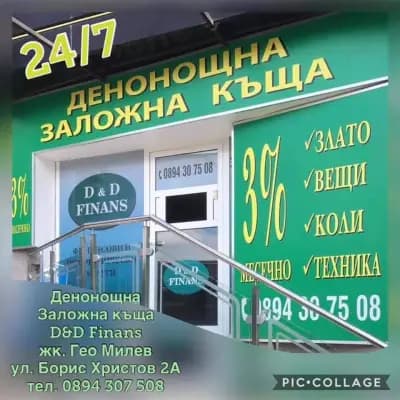 24/7
ДЕНОНОЩНА
ЗАЛОЖНА КЪЩА
0894 30 75 08
D & D
FINANS
3%
МЕСЕЧНО
✓ЗЛАТО
✓ВЕЩИ
✓КОЛИ
✓ТЕХНИКА
0894 30 75 08
3%
D & D
FINANS
Денонощна
Заложна къща
D&D Finans
жк. Гео Милев
ул. Борис Христов 2А
тел. 0894 307 508
PIC•COLLAGE